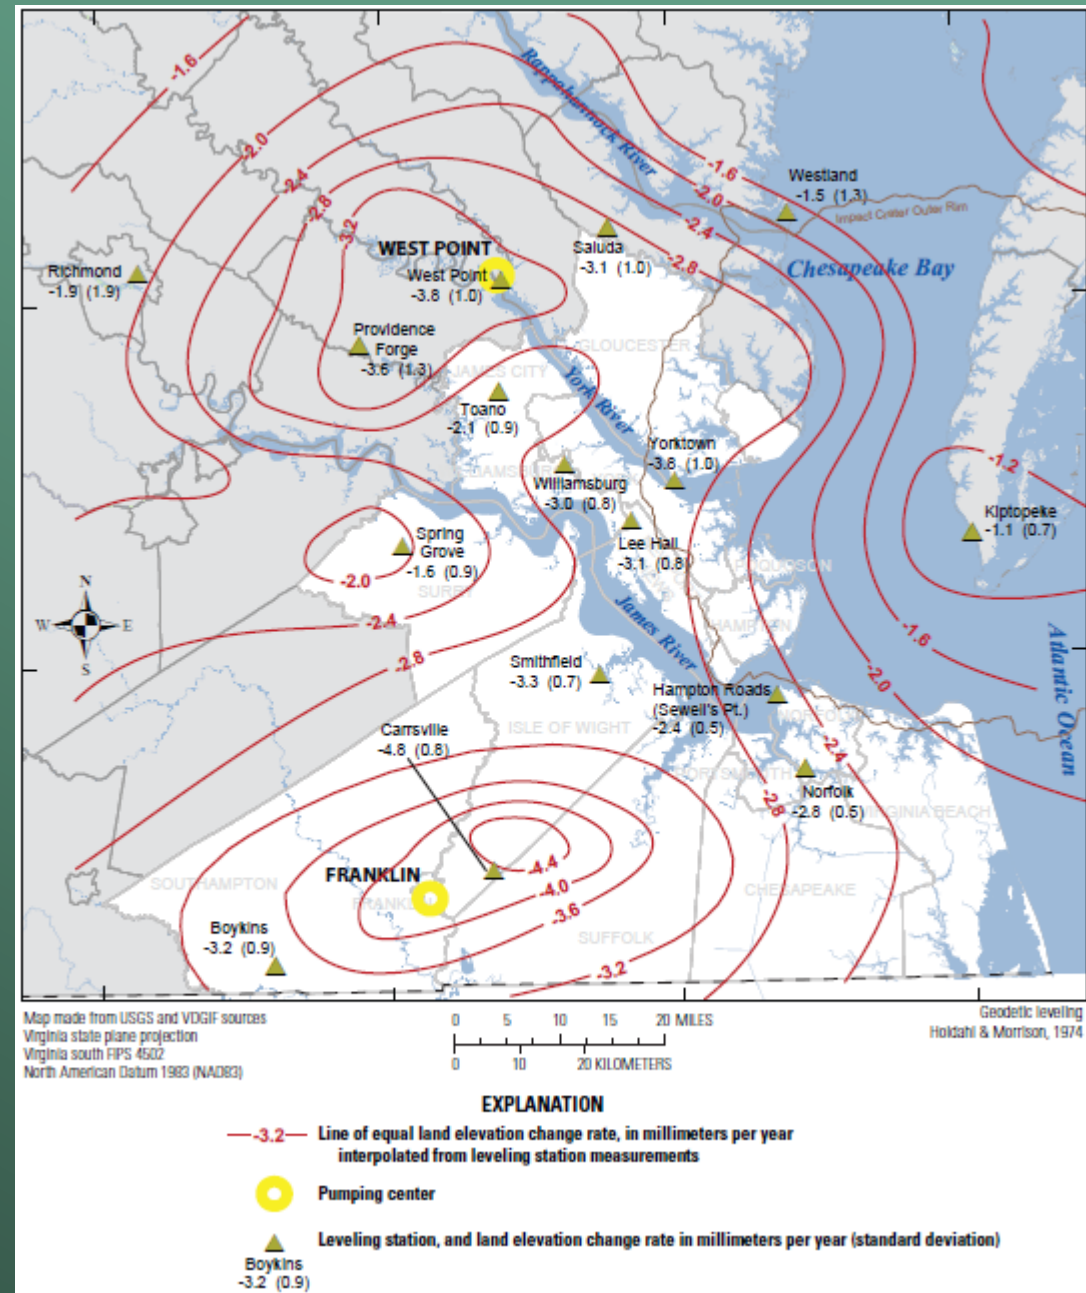 -1.6
-2.0
-2.4
-2.8
-3.2
Rappahannock River
-1.6
-2.0
-2.4
-2.8
Westland
-1.5 (1.3)
Impact Crater Outer Rim
WEST POINT
West Point
-3.8 (1.0)
Saluda
-3.1 (1.0)
Chesapeake Bay
Richmond
-1.9 (1.9)
Providence
Forge
-3.6 (1.3)
GLOUCESTER
JAMES CITY
York River
Toano
-2.1 (0.9)
Yorktown
-3.8 (1.0)
Williamsburg
-3.0 (0.8)
-1.2
Kiptopeke
-1.1 (0.7)
Spring
Grove
-1.6 (0.9)
Lee Hall
-3.1 (0.8)
POQUOSON
-2.0
SURRY
N
W E
S
-2.4
HAMPTON
James River
-1.6
Atlantic Ocean
-2.8
-2.0
Smithfield
-3.3 (0.7)
Hampton Roads
(Sewell's Pt.)
-2.4 (0.5)
NORFOLK
ISLE OF WIGHT
Carrsville
-4.8 (0.8)
-2.4
PORTSMOUTH
Norfolk
-2.8 (0.5)
-2.8
VIRGINIA BEACH
-4.4
-4.0
-3.6
-3.2
FRANKLIN
FRANKLIN
SOUTHAMPTON
CHESAPEAKE
SUFFOLK
Boykins
-3.2 (0.9)
Map made from USGS and VDGIF sources
Virginia state plane projection
Virginia south FIPS 4502
North American Datum 1983 (NAD83)
0 5 10 15 20 MILES
0 10 20 KILOMETERS
Geodetic leveling
Holdahl & Morrison, 1974
EXPLANATION
-3.2 Line of equal land elevation change rate, in millimeters per year
interpolated from leveling station measurements
Pumping center
Leveling station, and land elevation change rate in millimeters per year (standard deviation)
Boykins
-3.2 (0.9)